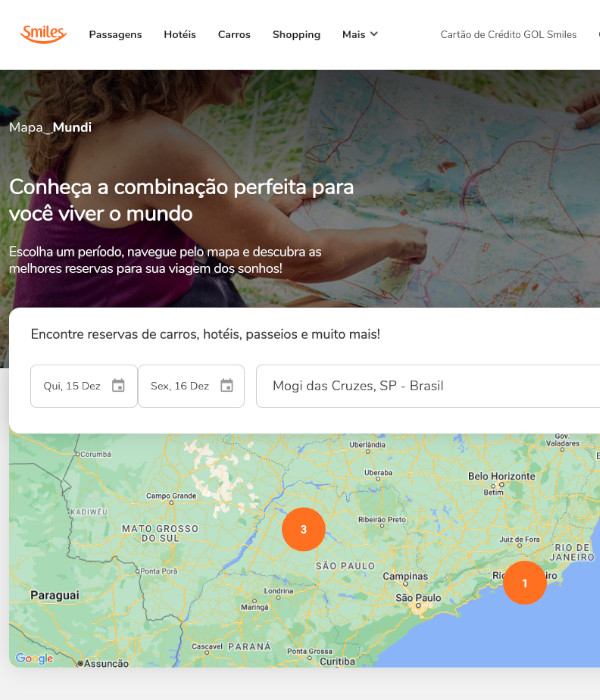 Smiles
Passagens
Hotéis
Carros
Shopping
Mais
Cartão de Crédito GOL Smiles
Mapa_Mundi
Conheça a combinação perfeita para
você viver o mundo
Escolha um período, navegue pelo mapa e descubra as
melhores reservas para sua viagem dos sonhos!
Encontre reservas de carros, hotéis, passeios e muito mais!
Qui, 15 Dez
Sex, 16 Dez
Mogi das Cruzes, SP - Brasil
Gov.
Valadares
Uberlândia
Corumbá
Uberaba
Belo Horizonte
Betim
Campo Grande
KADIWÉU
Ribeirão Preto
MATO GROSSO
DO SUL
3
Juiz de Fora
RIO DE
JANEIRO
SÃO PAULO
Ponta Porã
Campinas
1
Paraguai
Londrina
São Paulo
Maringá
Cascavel
PARANÁ
Ponta Grossa
Curitiba
Google
Assunção